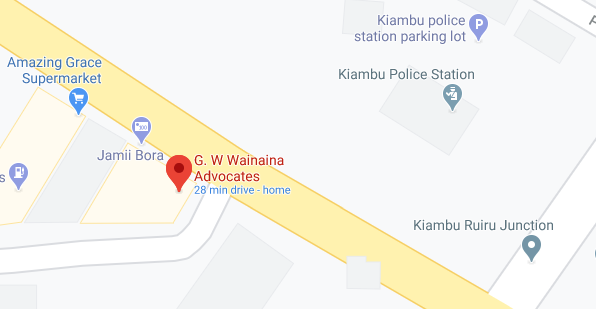 Kiambu police
station parking lot
Amazing Grace
Supermarket
Kiambu Police Station
Jamii Bora
G. W Wainaina
Advocates
28 min drive - home
s
Kiambu Ruiru Junction